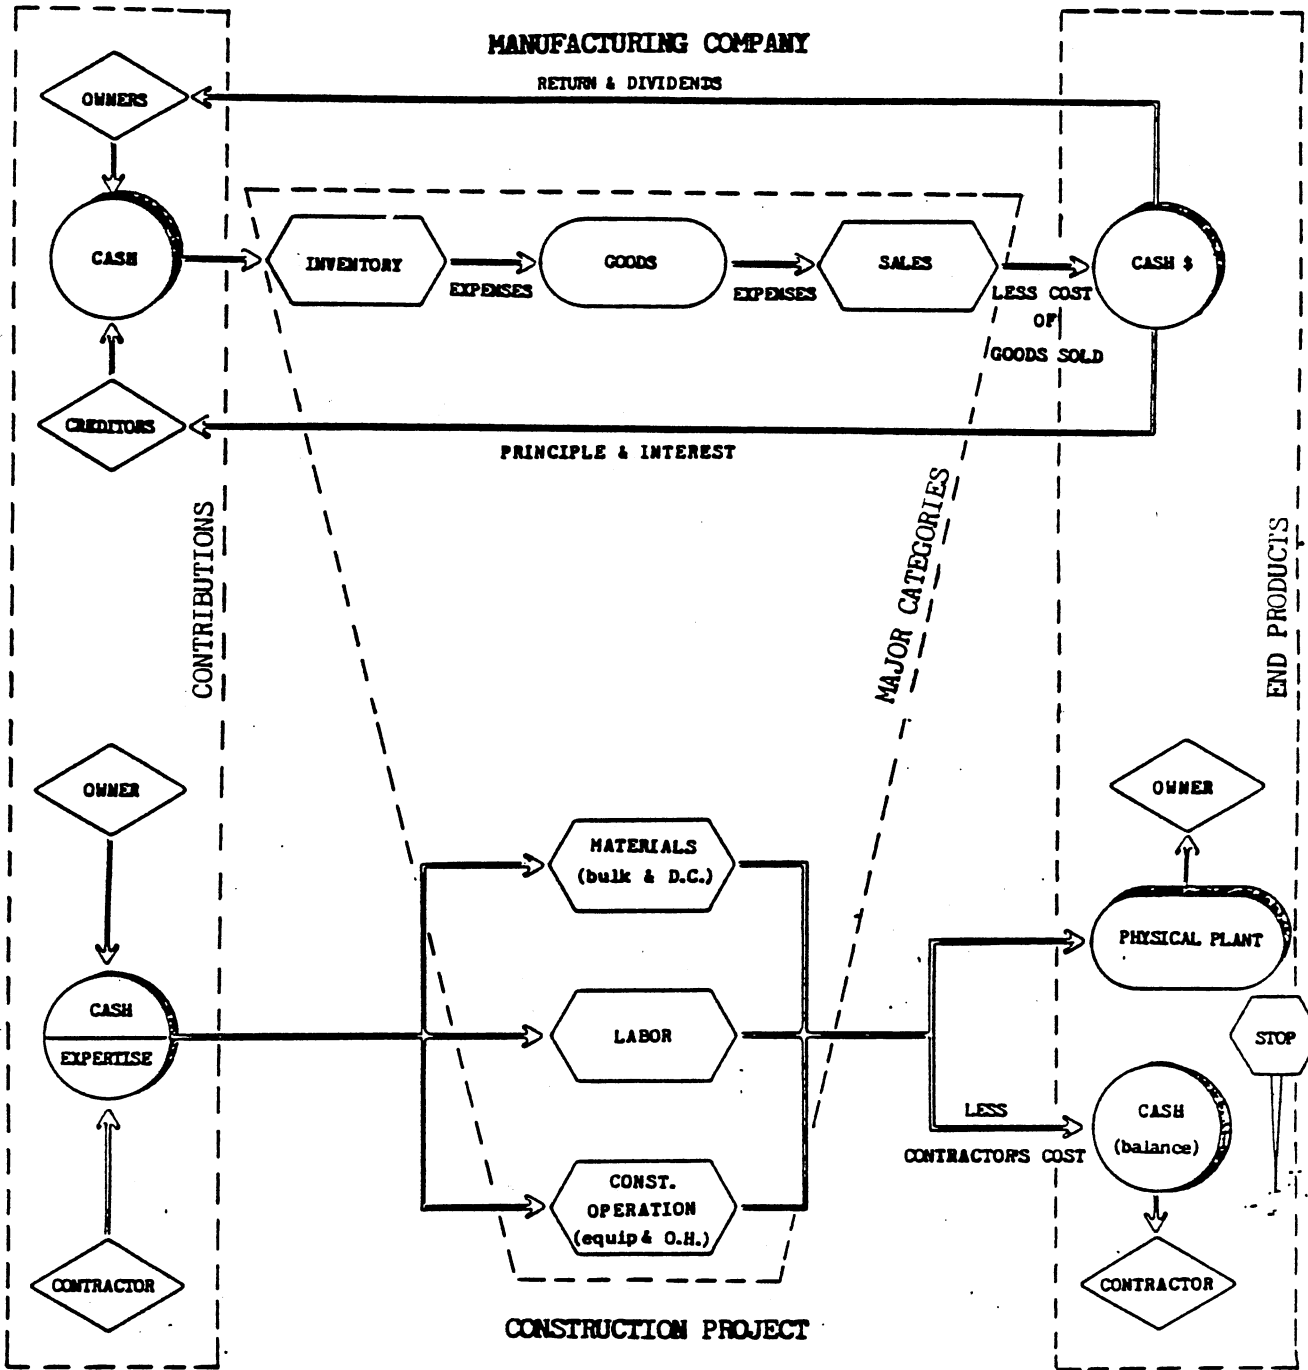 MANUFACTURING COMPANY
RETURN & DIVIDENDS
OWNERS
CASH
INVENTORY
EXPENSES
GOODS
EXPENSES
SALES
LESS COST
OF
GOODS SOLD
CASH $
CREDITORS
PRINCIPLE & INTEREST
CONTRIBUTIONS
MAJOR CATEGORIES
END PRODUCTS
OWNER
CASH
EXPERTISE
CONTRACTOR
MATERIALS
(bulk & D.C.)
LABOR
CONST.
OPERATION
(equip & O.H.)
OWNER
PHYSICAL PLANT
STOP
LESS
CONTRACTOR'S COST
CASH
(balance)
CONTRACTOR
CONSTRUCTION PROJECT